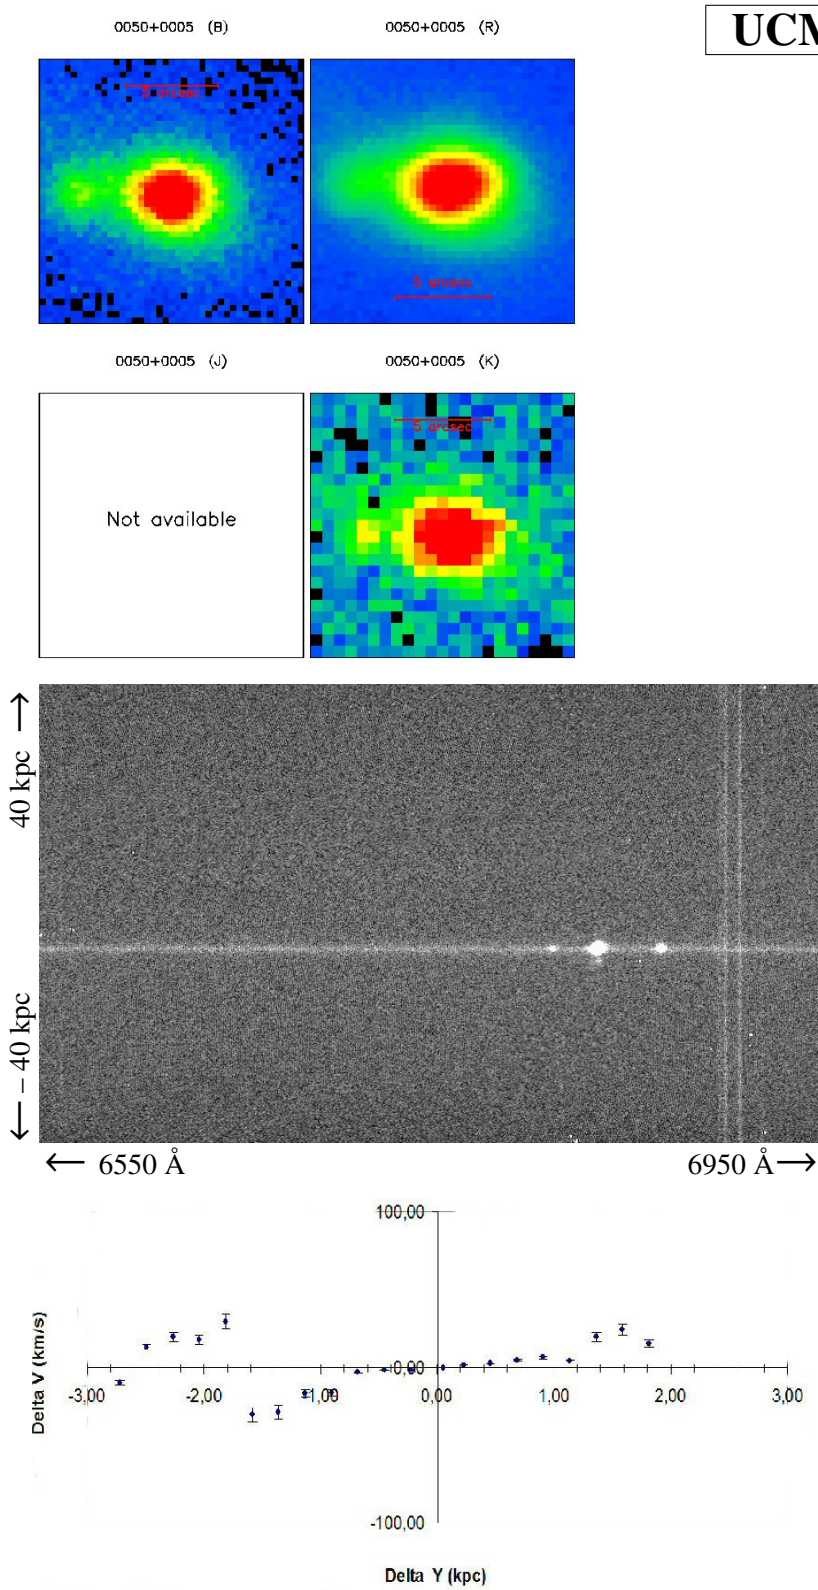 0050+0005 (B)
0050+0005 (R)
UCM
5 arcsec
5 arcsec
0050+0005 (J)
0050+0005 (K)
Not available
5 arcsec
40 kpc →
← − 40 kpc
← 6550 Å
6950 Å →
100,00
Delta V (km/s)
0,00
-3,00 -2,00 -1,00 0,00 1,00 2,00 3,00
-100,00
Delta Y (kpc)